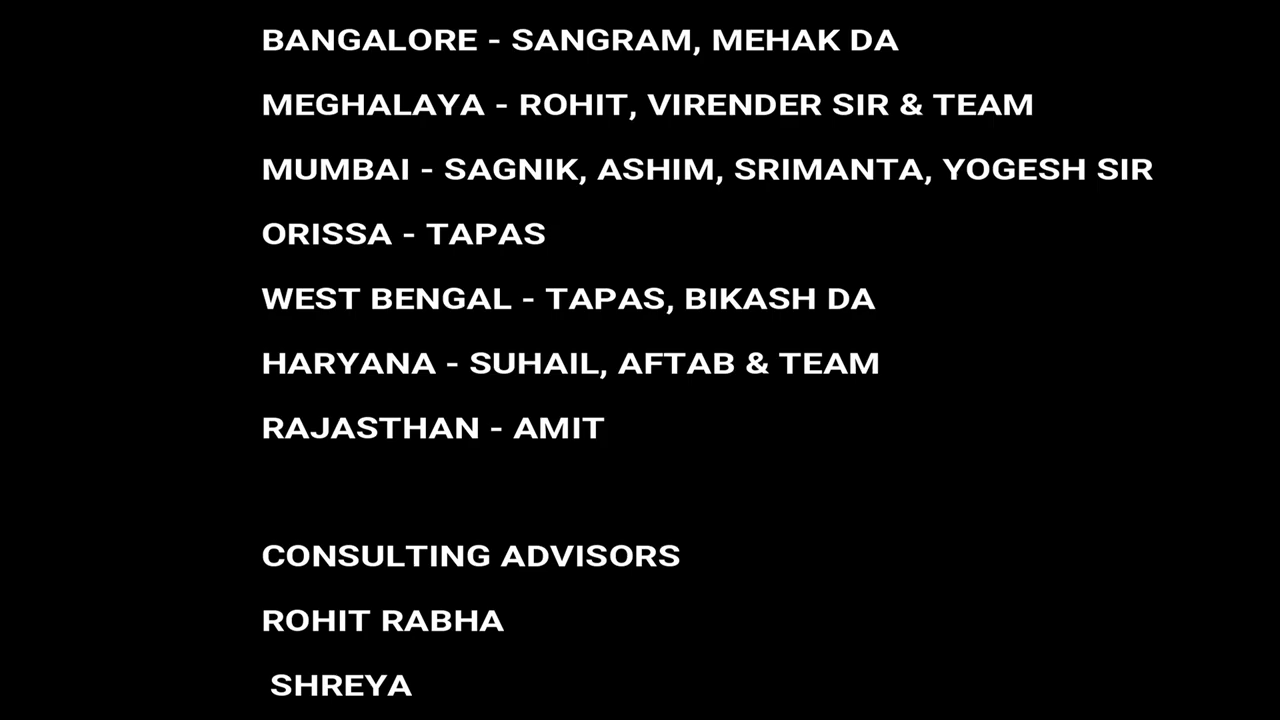 BANGALORE - SANGRAM, MEHAK DA
MEGHALAYA - ROHIT, VIRENDER SIR & TEAM
MUMBAI - SAGNIK, ASHIM, SRIMANTA, YOGESH SIR
ORISSA - TAPAS
WEST BENGAL - TAPAS, BIKASH DA
HARYANA - SUHAIL, AFTAB & TEAM
RAJASTHAN - AMIT
CONSULTING ADVISORS
ROHIT RABHA
SHREYA